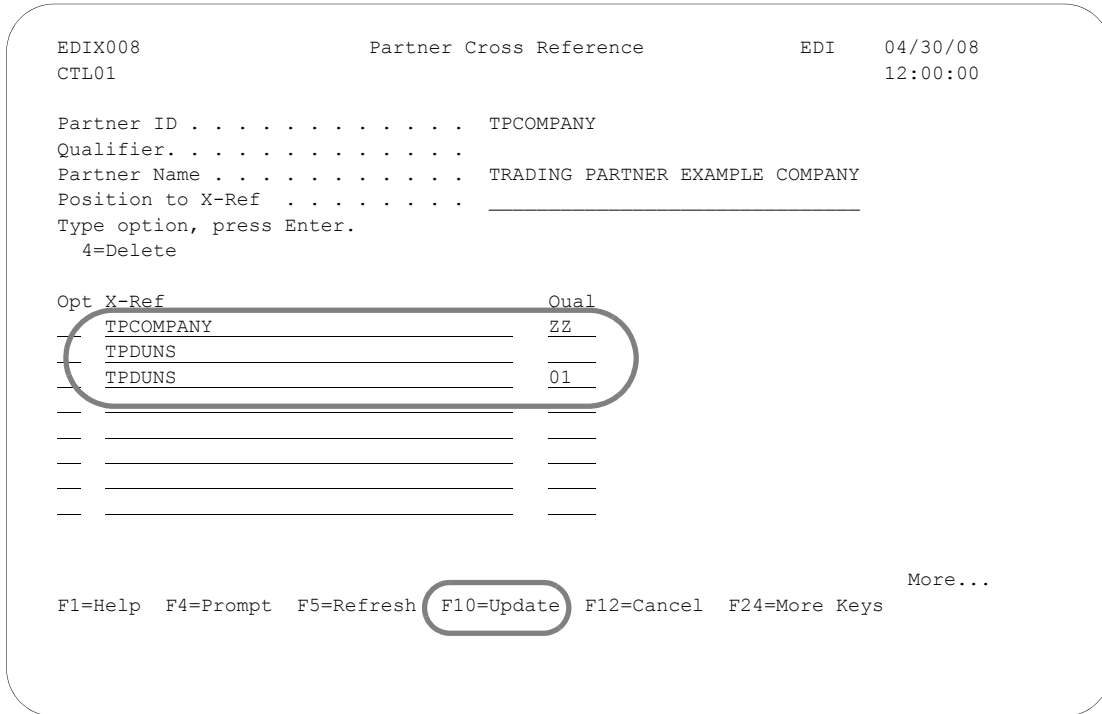 EDIX008 Partner Cross Reference EDI 04/30/08
CTL01 12:00:00
Partner ID . . . . . . . . . . . . TPCOMPANY
Qualifier. . . . . . . . . . . . .
Partner Name . . . . . . . . . . . TRADING PARTNER EXAMPLE COMPANY
Position to X-Ref . . . . . . . . _______________________________
Type option, press Enter.
4=Delete
Opt X-Ref Qual
TPCOMPANY ZZ
TPDUNS
TPDUNS 01
More...
F1=Help F4=Prompt F5=Refresh F10=Update F12=Cancel F24=More Keys